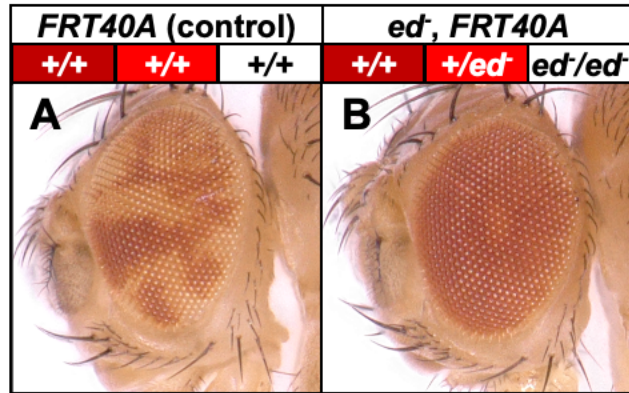 FRT40A (control) ed⁻, FRT40A
+/+ +/+ +/+ +/+ +/ed⁻ ed⁻/ed⁻
A B